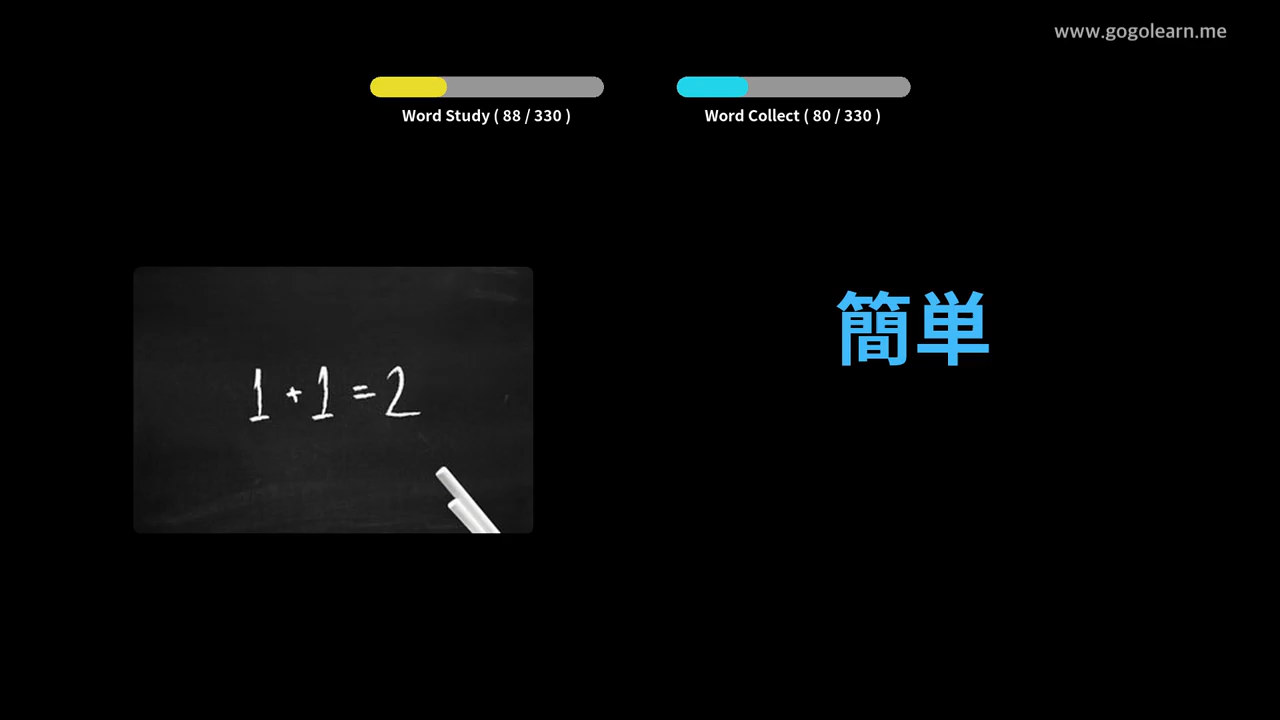 www.gogolearn.me
Word Study ( 88 / 330 )
Word Collect ( 80 / 330 )
簡単
1 + 1 = 2